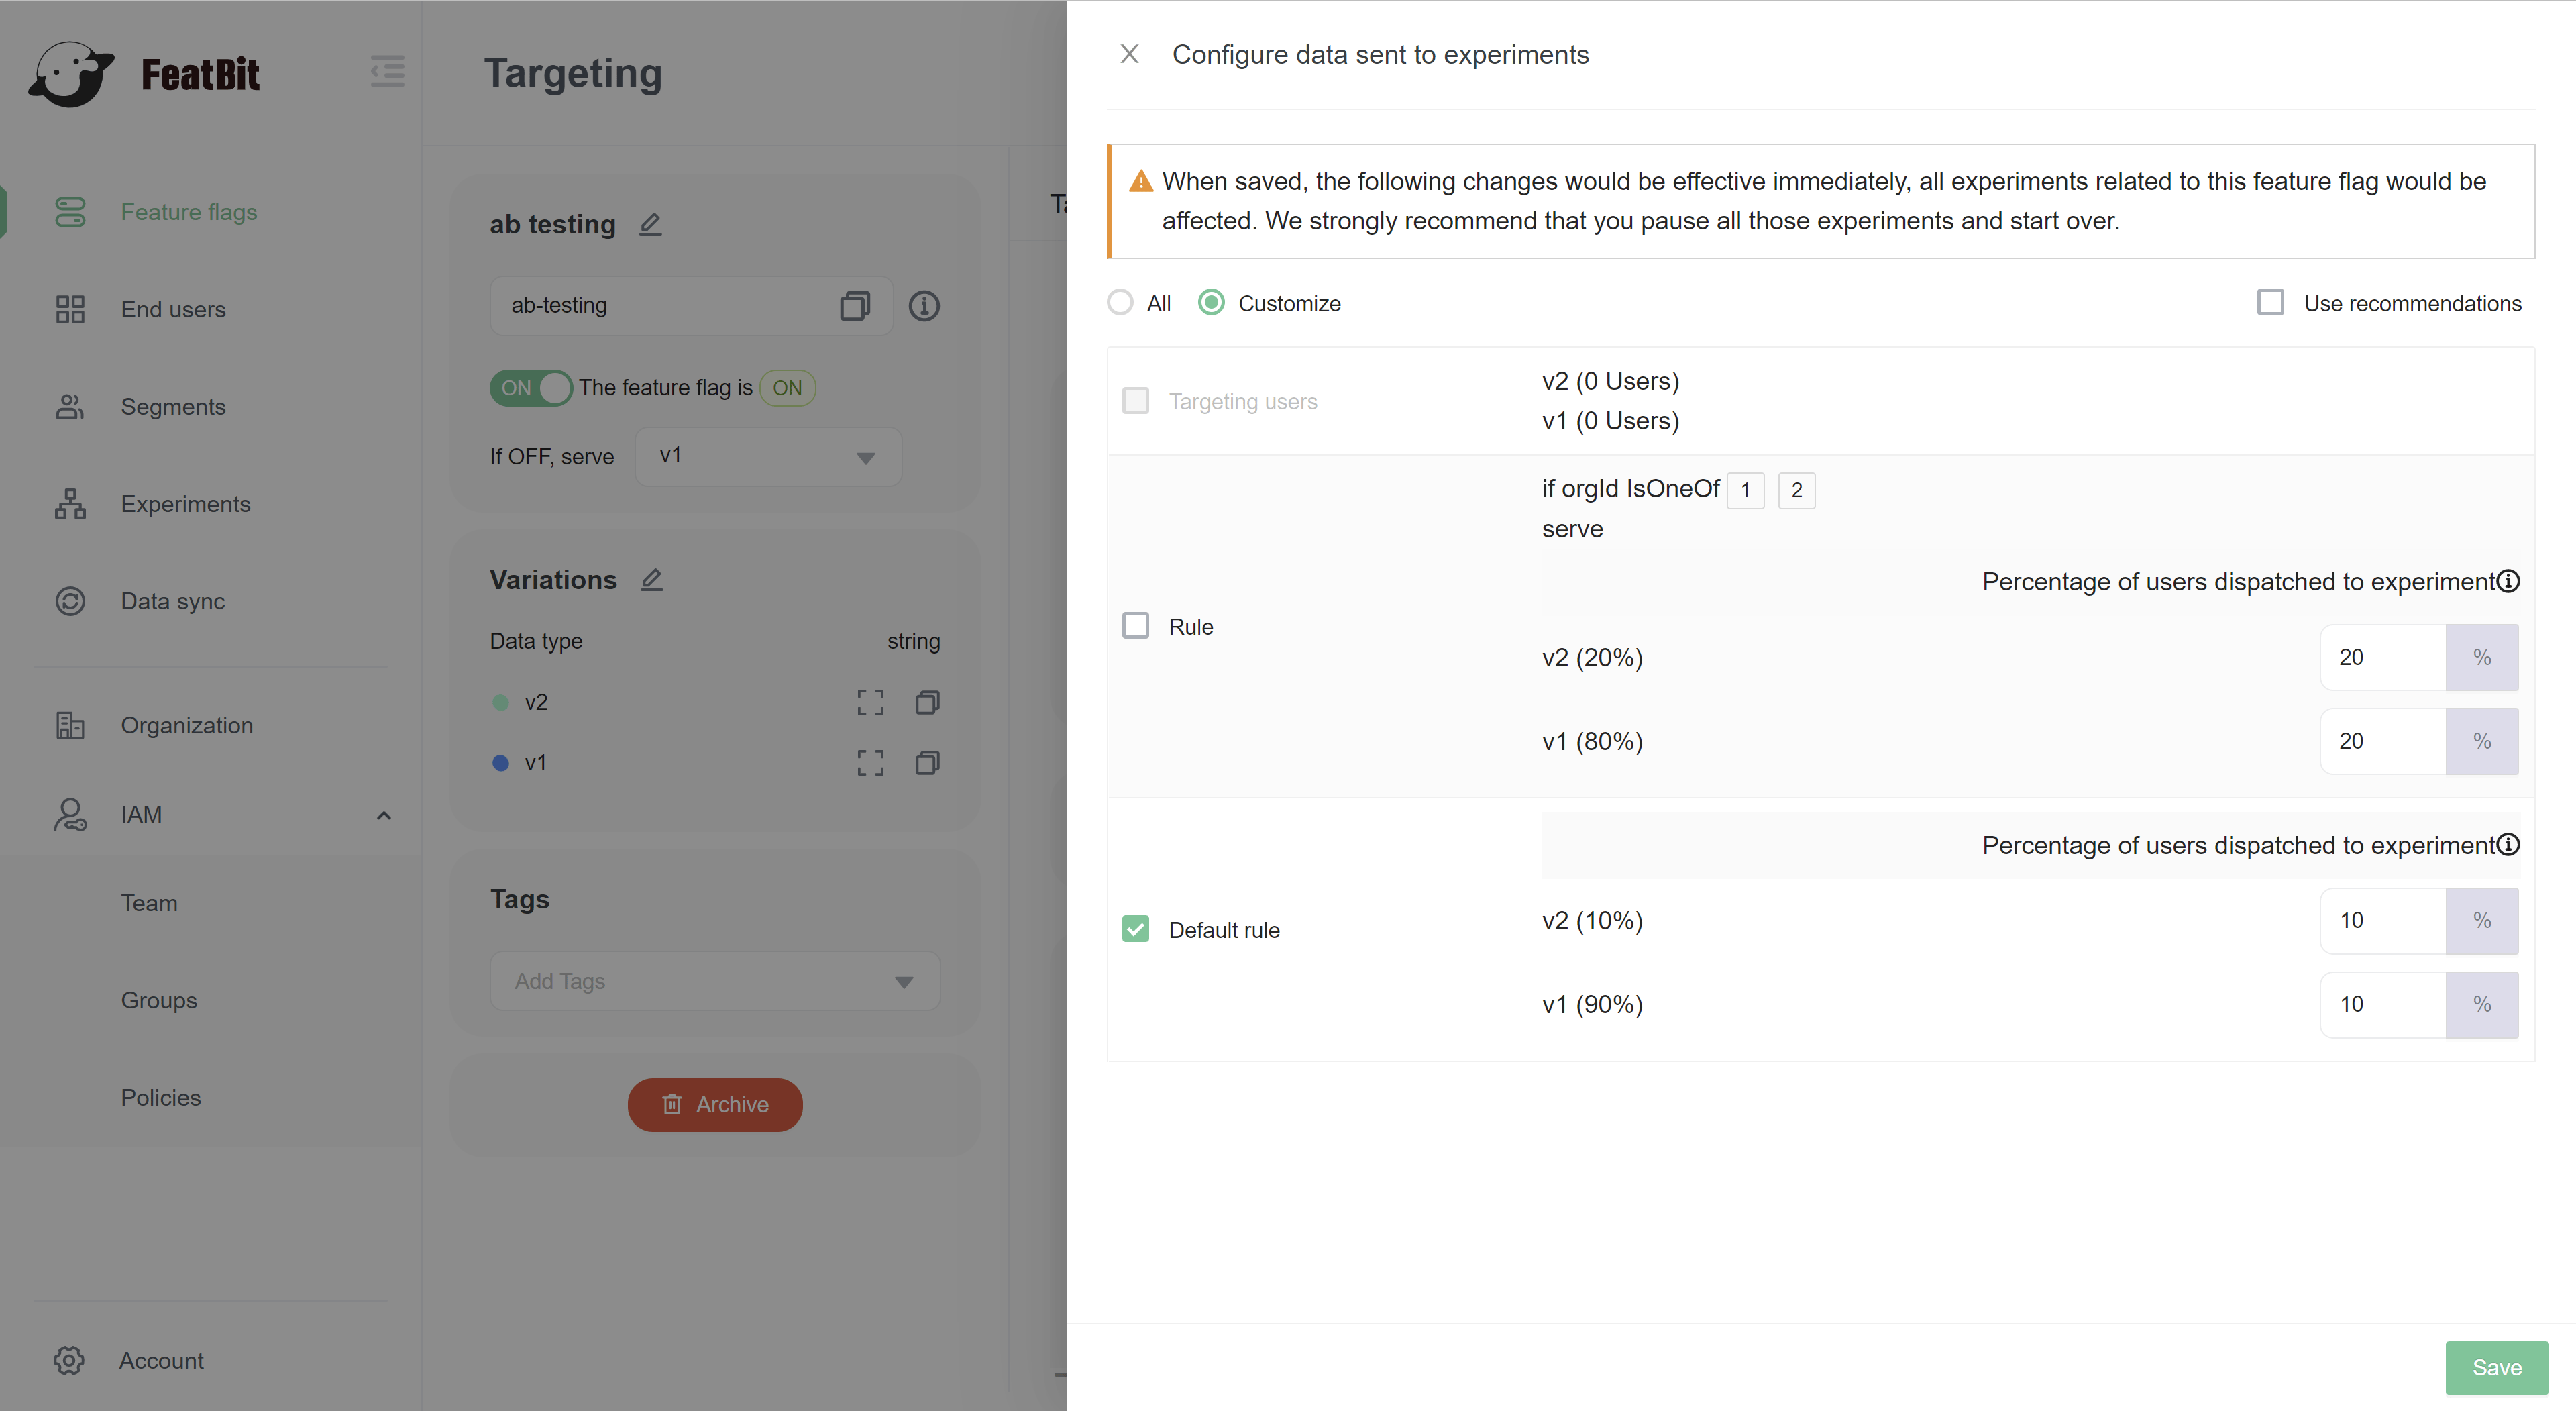 FeatBit
Feature flags
End users
Segments
Experiments
Data sync
Organization
IAM
Team
Groups
Policies
Account
Targeting
ab testing
ab-testing
ON The feature flag is ON
If OFF, serve v1
Variations
Data type string
v2
v1
Tags
Add Tags
Archive
Configure data sent to experiments
When saved, the following changes would be effective immediately, all experiments related to this feature flag would be
affected. We strongly recommend that you pause all those experiments and start over.
All Customize Use recommendations
Targeting users
v2 (0 Users)
v1 (0 Users)
Rule
if orgId IsOneOf 1 2
serve
Percentage of users dispatched to experiment
v2 (20%) 20 %
v1 (80%) 20 %
Default rule
Percentage of users dispatched to experiment
v2 (10%) 10 %
v1 (90%) 10 %
Save